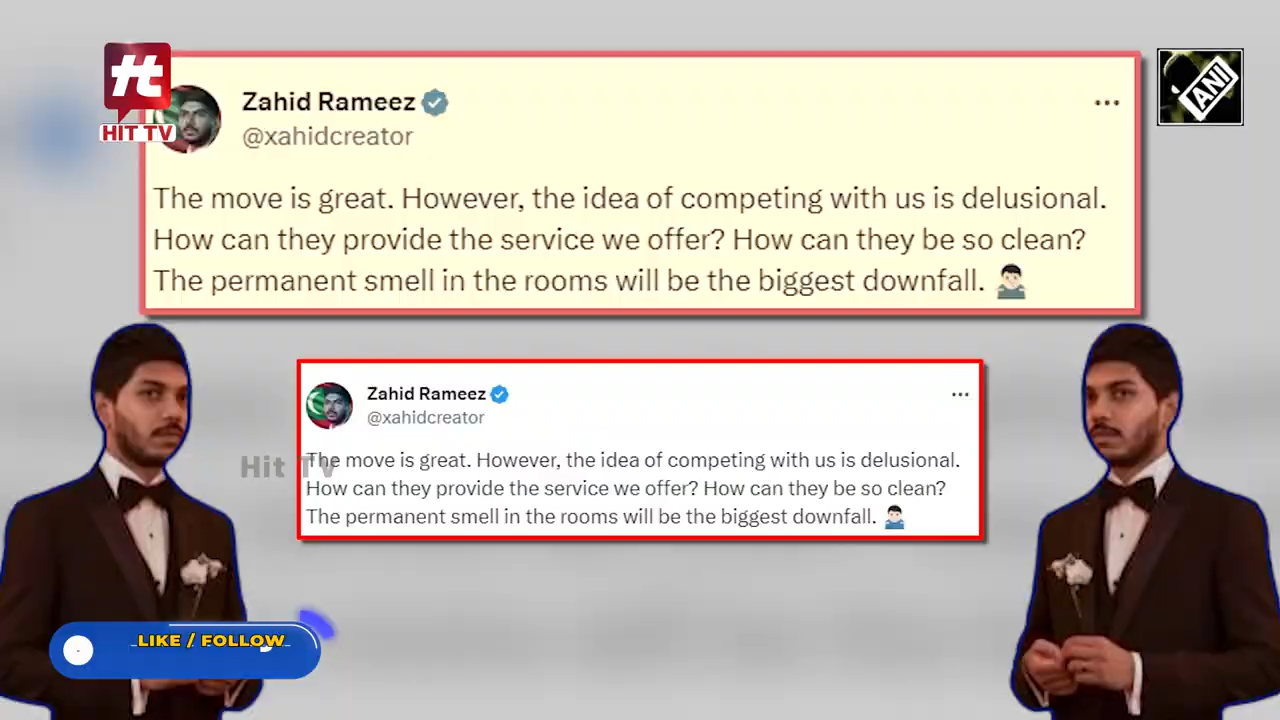 tt
HIT TV
ANI
Zahid Rameez
@xahidcreator
The move is great. However, the idea of competing with us is delusional.
How can they provide the service we offer? How can they be so clean?
The permanent smell in the rooms will be the biggest downfall.
Zahid Rameez
@xahidcreator
Hit TV
The move is great. However, the idea of competing with us is delusional.
How can they provide the service we offer? How can they be so clean?
The permanent smell in the rooms will be the biggest downfall.
LIKE / FOLLOW